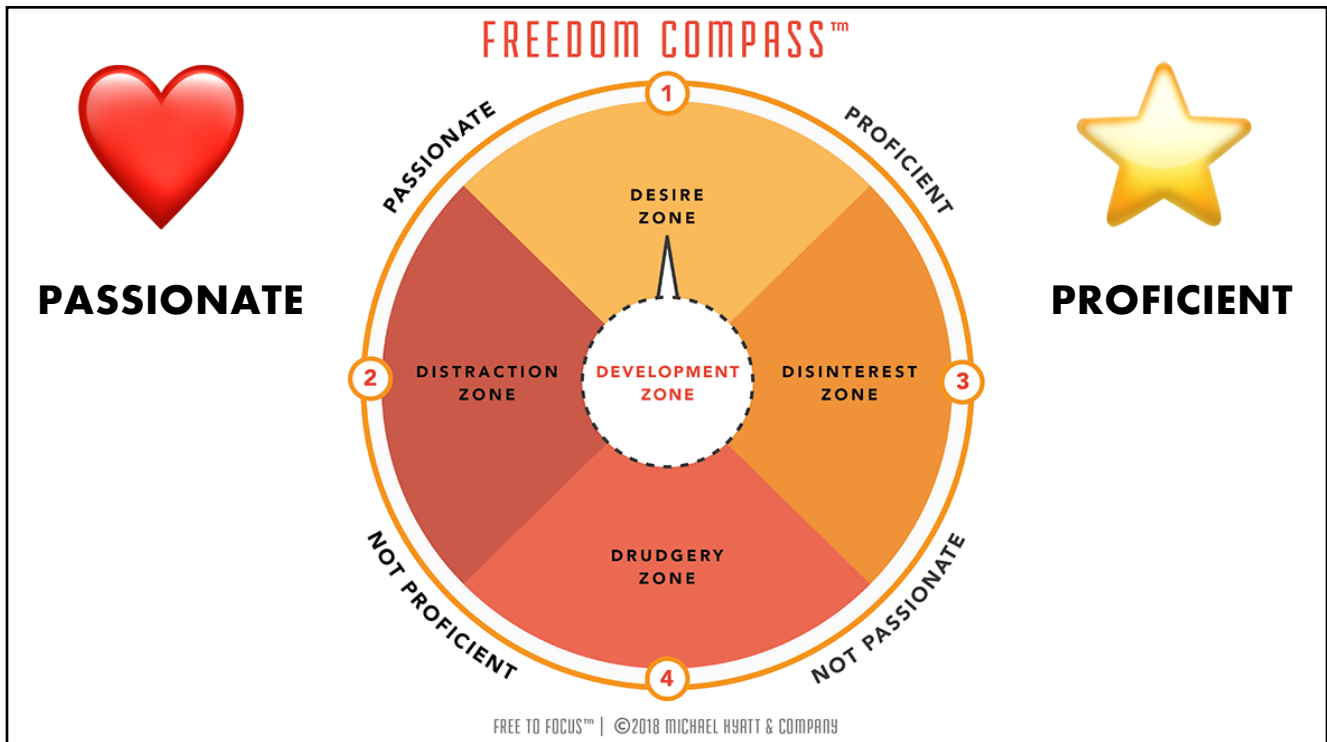 FREEDOM COMPASS™
1
PASSIONATE
PROFICIENT
DESIRE
ZONE
PASSIONATE
PROFICIENT
2
DISTRACTION
ZONE
DEVELOPMENT
ZONE
DISINTEREST
ZONE
3
DRUDGERY
ZONE
NOT PROFICIENT
NOT PASSIONATE
4
FREE TO FOCUS™ | ©2018 MICHAEL HYATT & COMPANY